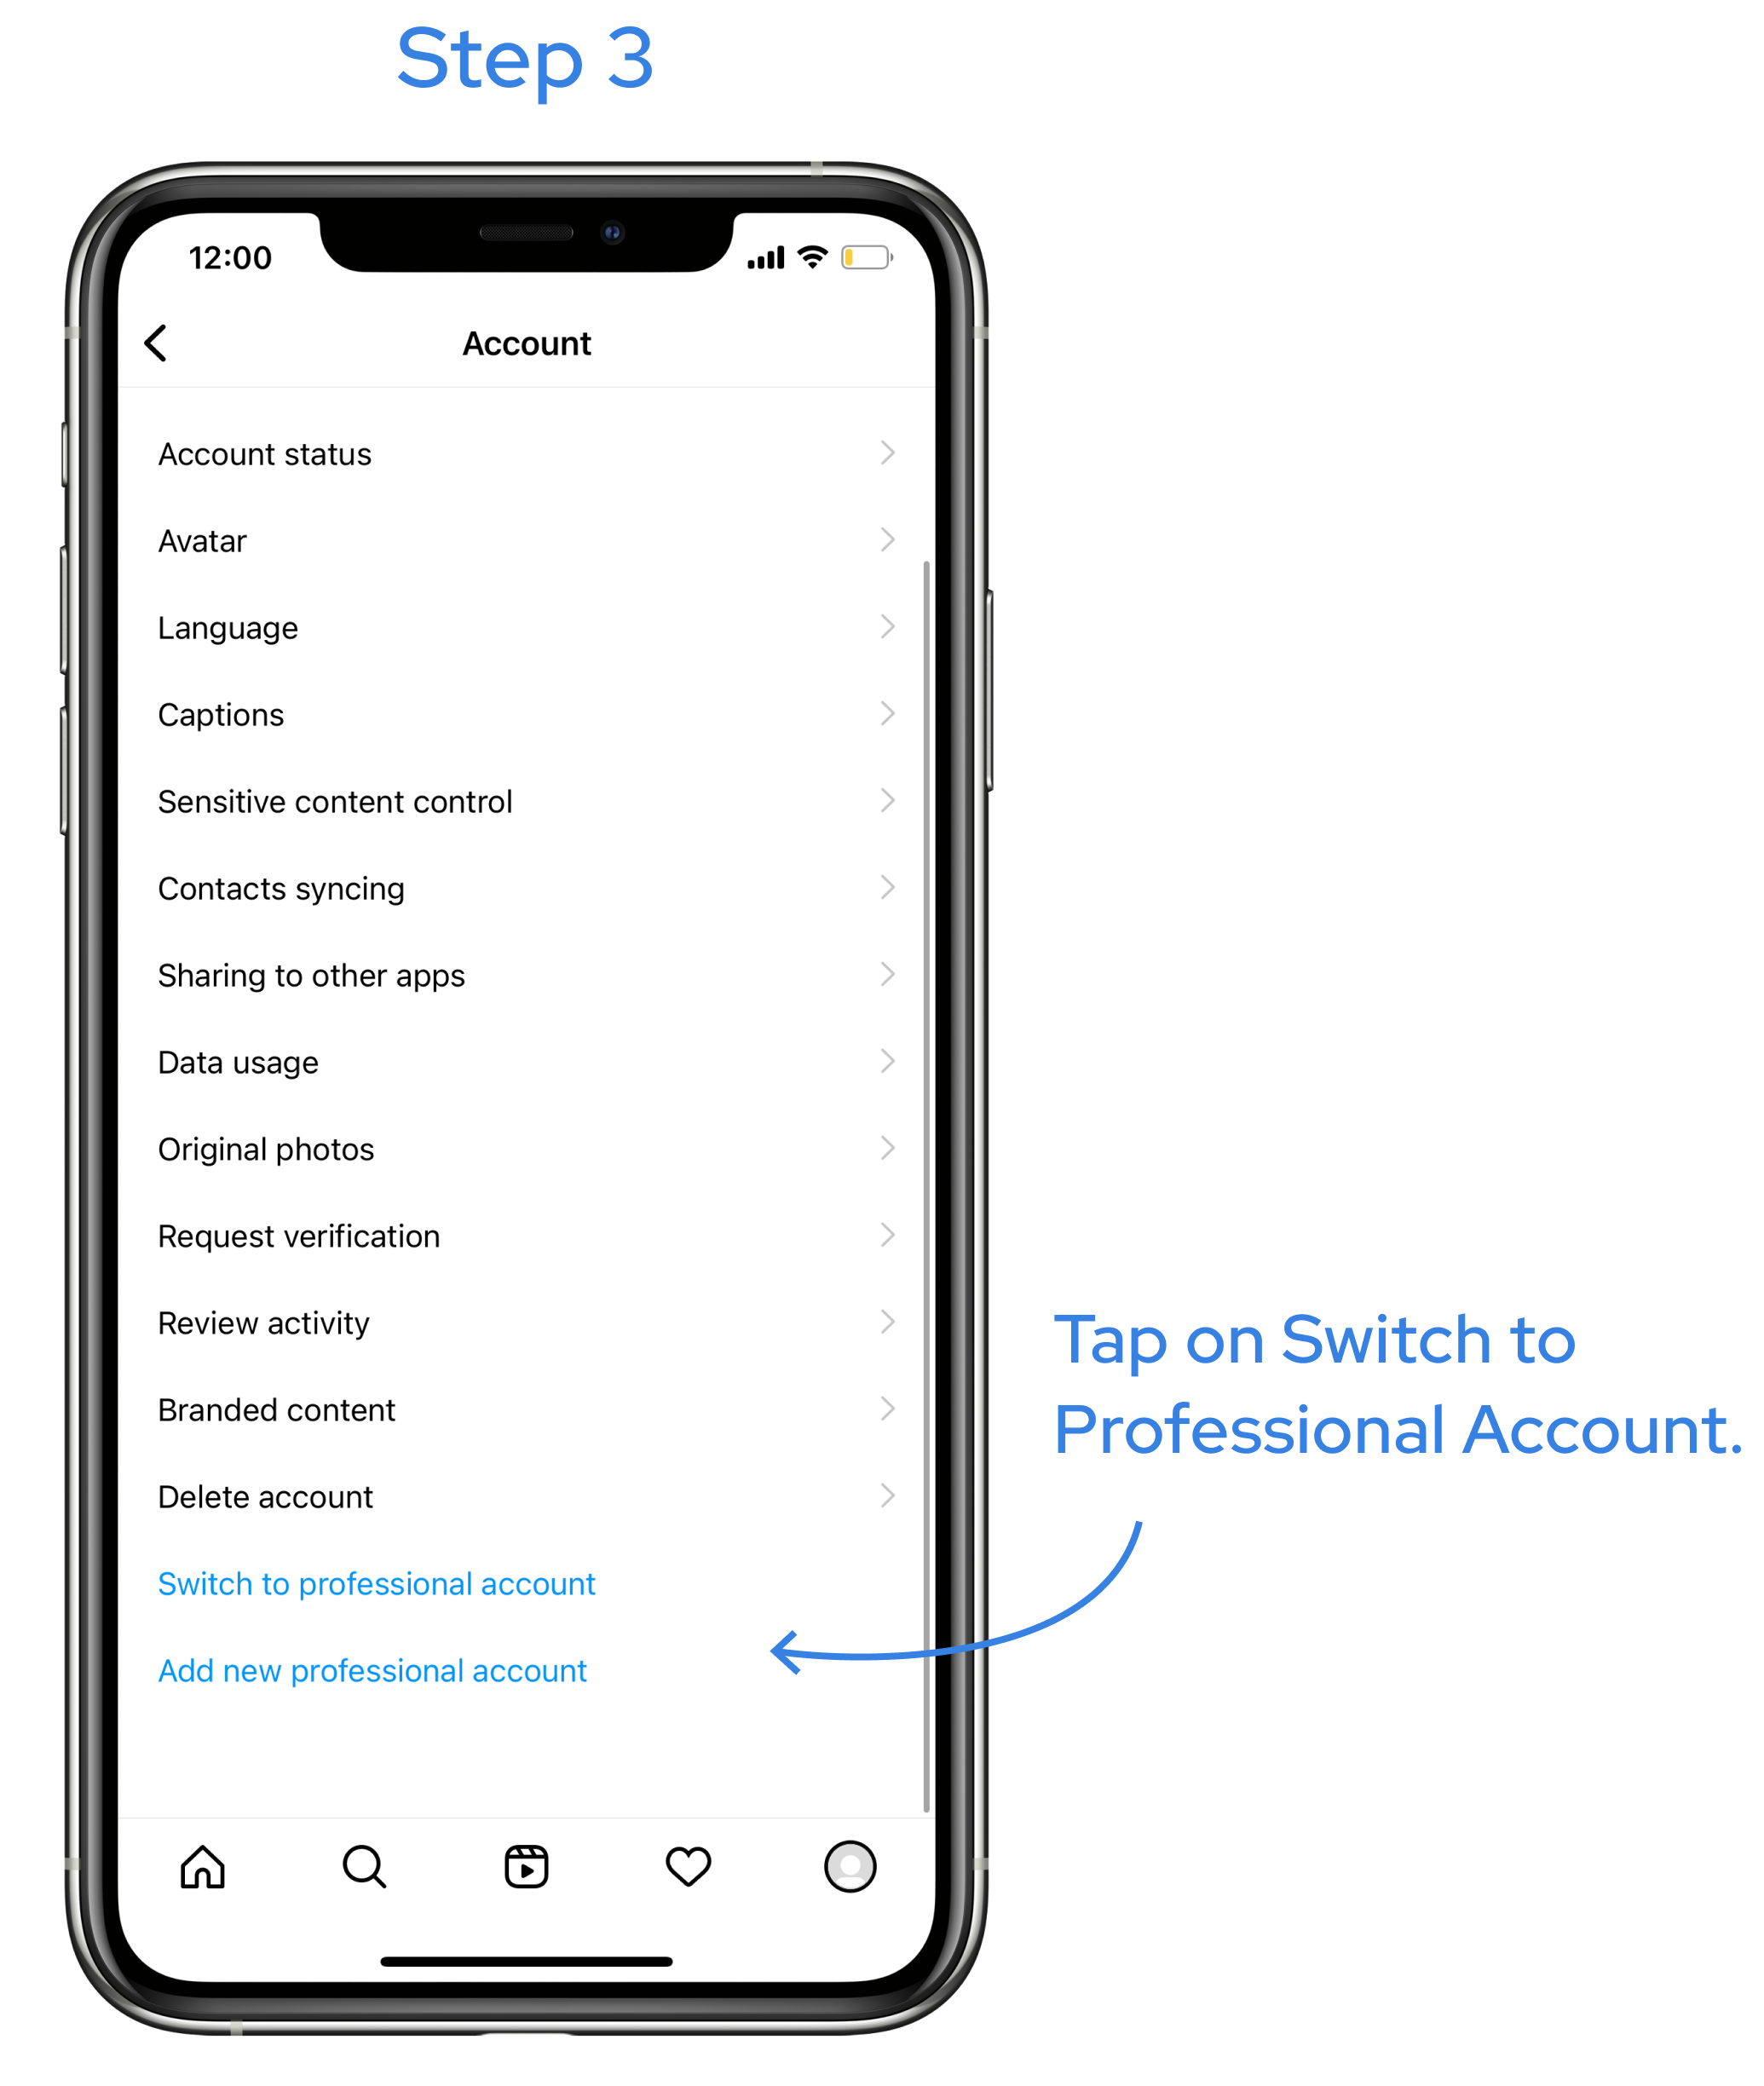 Step 3
12:00
Account
Account status
Avatar
Language
Captions
Sensitive content control
Contacts syncing
Sharing to other apps
Data usage
Original photos
Request verification
Review activity
Branded content
Delete account
Switch to professional account
Add new professional account
Tap on Switch to
Professional Account.